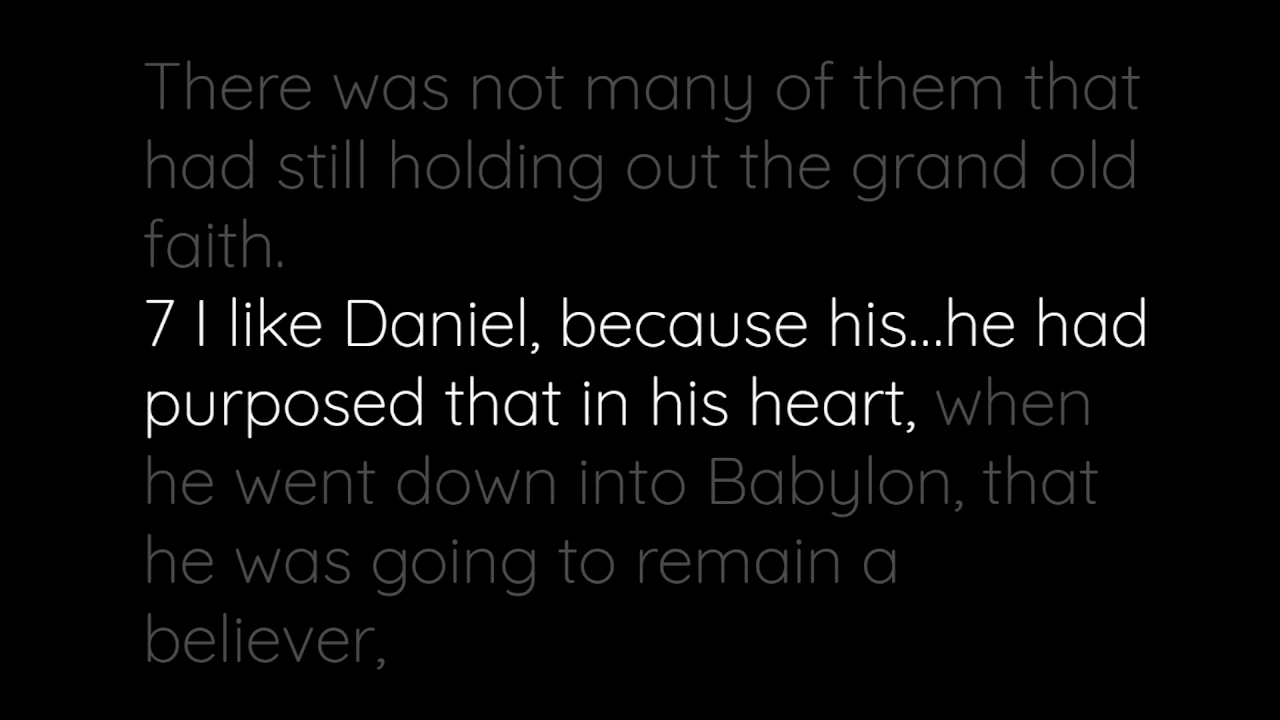 There was not many of them that
had still holding out the grand old
faith.
7 I like Daniel, because his...he had
purposed that in his heart, when
he went down into Babylon, that
he was going to remain a
believer,